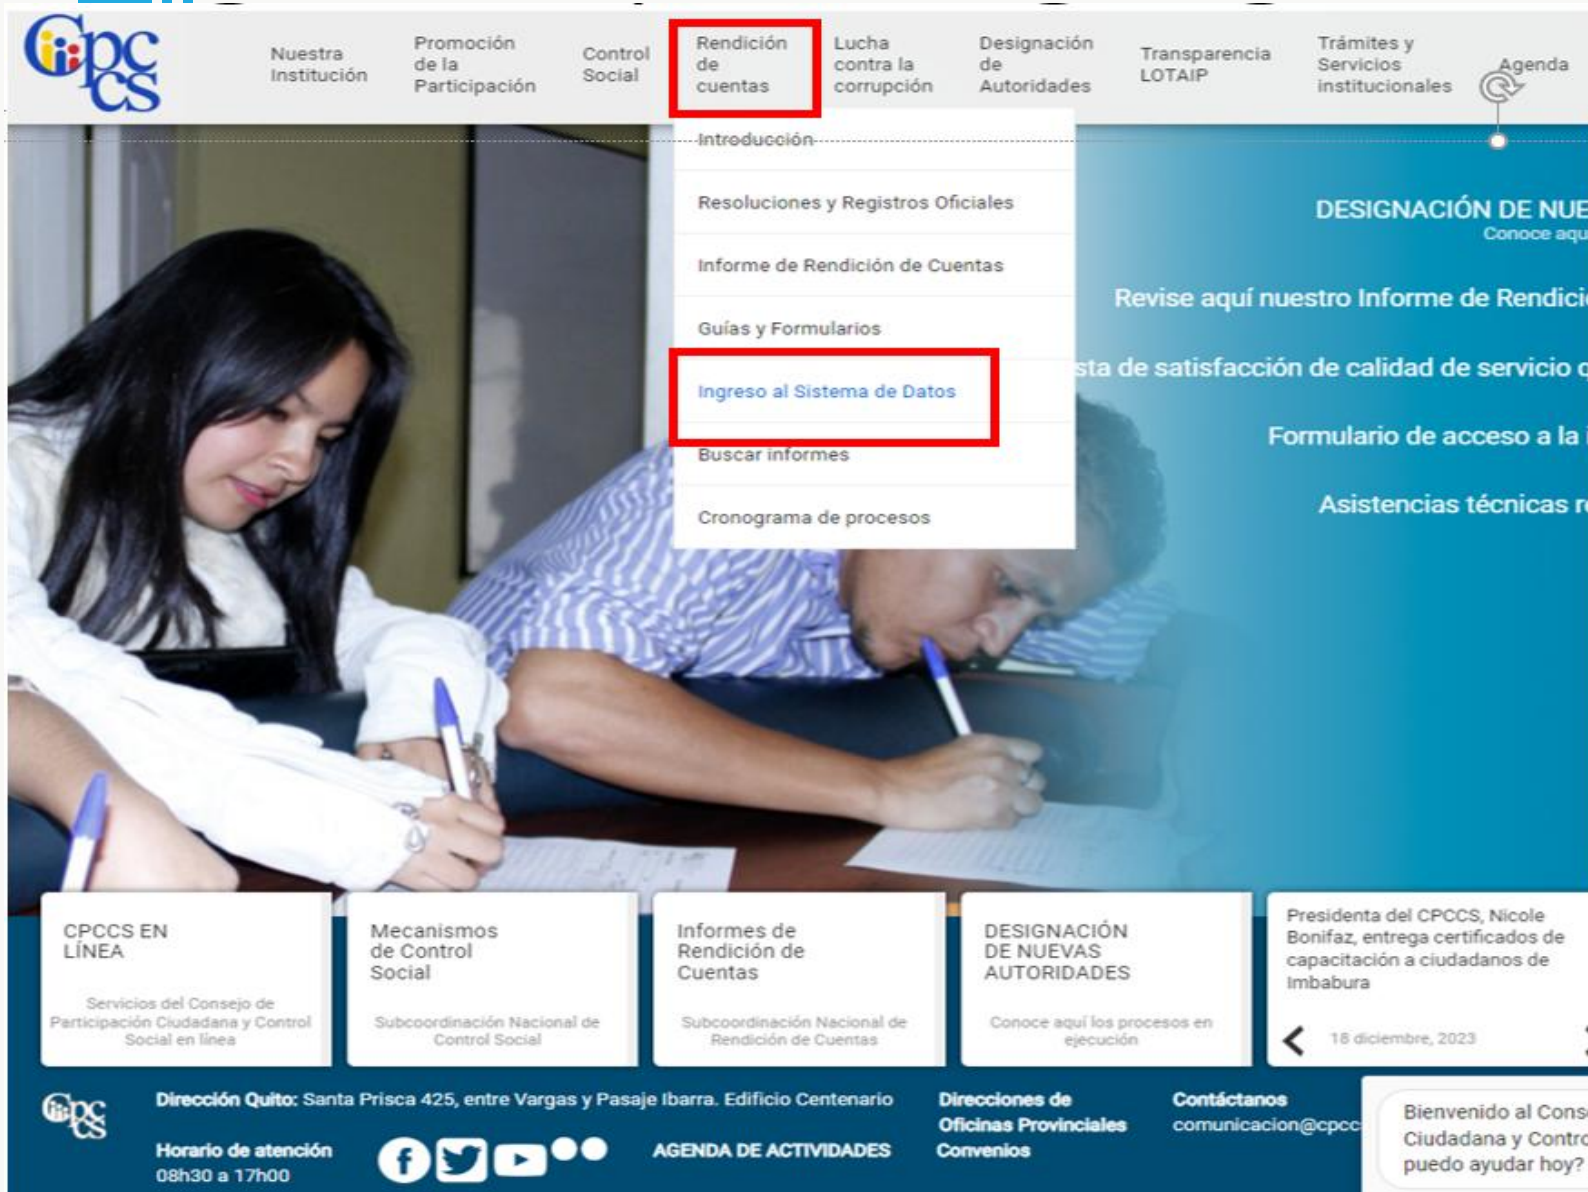 Cpccs
Nuestra
Institución
Promoción
de la
Participación
Control
Social
Rendición
de
cuentas
Lucha
contra la
corrupción
Designación
de
Autoridades
Transparencia
LOTAIP
Trámites y
Servicios
institucionales
Agenda
Introducción
Resoluciones y Registros Oficiales
Informe de Rendición de Cuentas
Guías y Formularios
Ingreso al Sistema de Datos
Buscar informes
Cronograma de procesos
DESIGNACIÓN DE NUE
Conoce aqu
Revise aquí nuestro Informe de Rendici
sta de satisfacción de calidad de servicio
Formulario de acceso a la
Asistencias técnicas r
CPCCS EN
LÍNEA
Servicios del Consejo de
Participación Ciudadana y Control
Social en línea
Mecanismos
de Control
Social
Subcoordinación Nacional de
Control Social
Informes de
Rendición de
Cuentas
Subcoordinación Nacional de
Rendición de Cuentas
DESIGNACIÓN
DE NUEVAS
AUTORIDADES
Conoce aquí los procesos en
ejecución
Presidenta del CPCCS, Nicole
Bonifaz, entrega certificados de
capacitación a ciudadanos de
Imbabura
18 diciembre, 2023
Cpccs
Dirección Quito: Santa Prisca 425, entre Vargas y Pasaje Ibarra. Edificio Centenario
Horario de atención
08h30 a 17h00
AGENDA DE ACTIVIDADES
Direcciones de
Oficinas Provinciales
Convenios
Contáctanos
comunicacion@cpcc
Bienvenido al Cons
Ciudadana y Contro
puedo ayudar hoy?